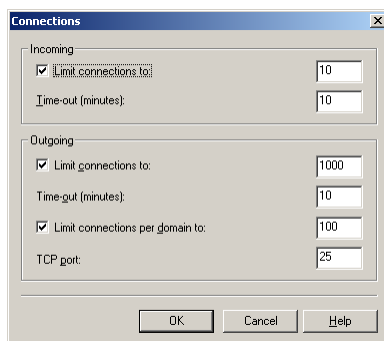 Connections
Incoming
Limit connections to: 10
Time-out (minutes): 10
Outgoing
Limit connections to: 1000
Time-out (minutes): 10
Limit connections per domain to: 100
TCP port: 25
OK Cancel Help